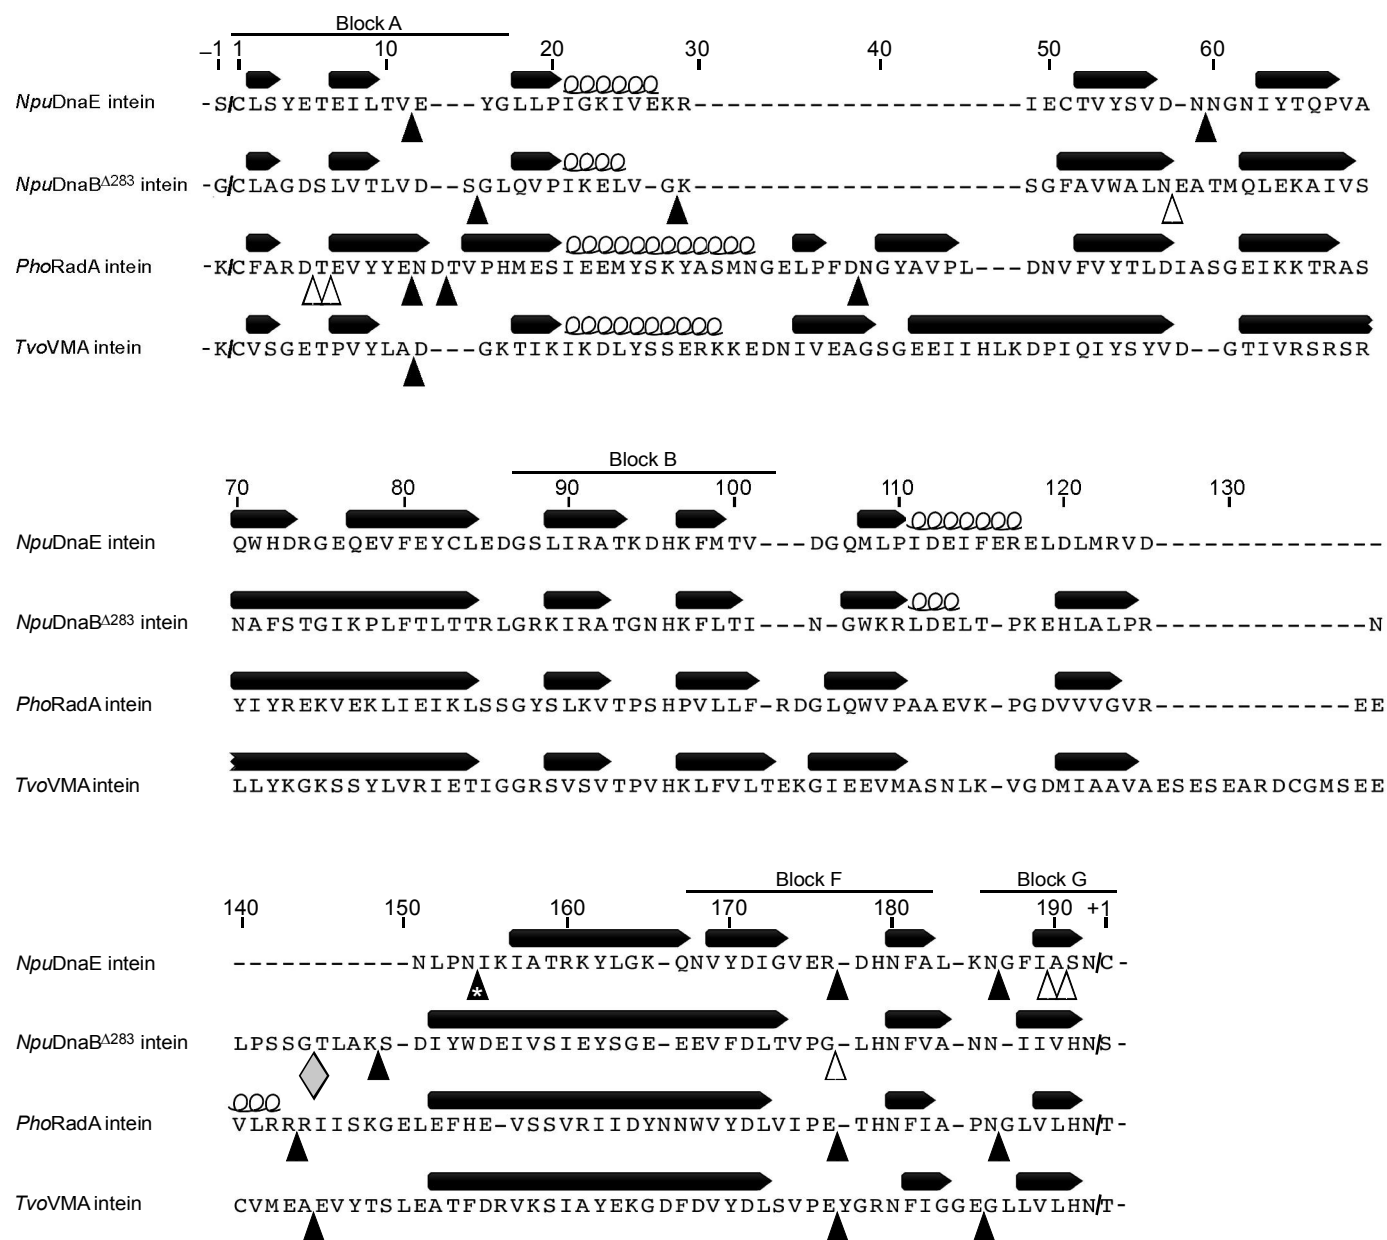 Block A
–1 1 10 20 30 40 50 60
NpuDnaE intein -S/CLSYETEILTVE---YGLLPIGKIVEKR--------------------IECTVYSVD-NNGNIYTQPVA
NpuDnaBΔ283 intein -G/CLAGDSLVTLVD--SGLQVPIKELV-GK--------------------SGFAVWALNEATMQLEKAIVS
PhoRadA intein -K/CFARDTEVYYENDTVPHMESIEEMYSKYASMNGELPFDNGYAVPL---DNVFVYTLDIASGEIKKTRAS
TvoVMA intein -K/CVSGETPVYLAD---GKTIKIKDLYSSERKKEDNIVEAGSGEEIIHLKDPIQIYSYVD--GTIVRSRSR
Block B
70 80 90 100 110 120 130
NpuDnaE intein QWHDRGEQEVFEYCLEDGSLIRATKDHKFMTV---DGQMLPIDEIFERELDLMRVD--------------
NpuDnaBΔ283 intein NAFSTGIKPLFTLTTRLGRKIRATGNHKFLTI---N-GWKRLDELT-PKEHLALPR-------------N
PhoRadA intein YIYREKVEKLIEIKLSSGYSLKVTPSHPVLLF-RDGLQWVPAAEVK-PGDVVVGVR------------EE
TvoVMA intein LLYKGKSSYLVRIETIGGRSVSVTPVHKLFVLTEKGIEEVMASNLK-VGDMIAAVAESESEARDCGMSEE
Block F Block G
140 150 160 170 180 190 +1
NpuDnaE intein -----------NLPNIKIATRKYLGK-QNVYDIGVER-DHNFAL-KNGFIASN/C-
*
NpuDnaBΔ283 intein LPSSGTLAKS-DIYWDEIVSIEYSGE-EEVFDLTVPG-LHNFVA-NN-IIVHN/S-
PhoRadA intein VLRRRIISKGELEFHE-VSSVRIIDYNNWVYDLVIPE-THNFIA-PNGLVLHN/T-
TvoVMA intein CVMEAEVYTSLEATFDRVKSIAYEKGDFDVYDLSVPEYGRNFIGGEGLLVLHN/T-